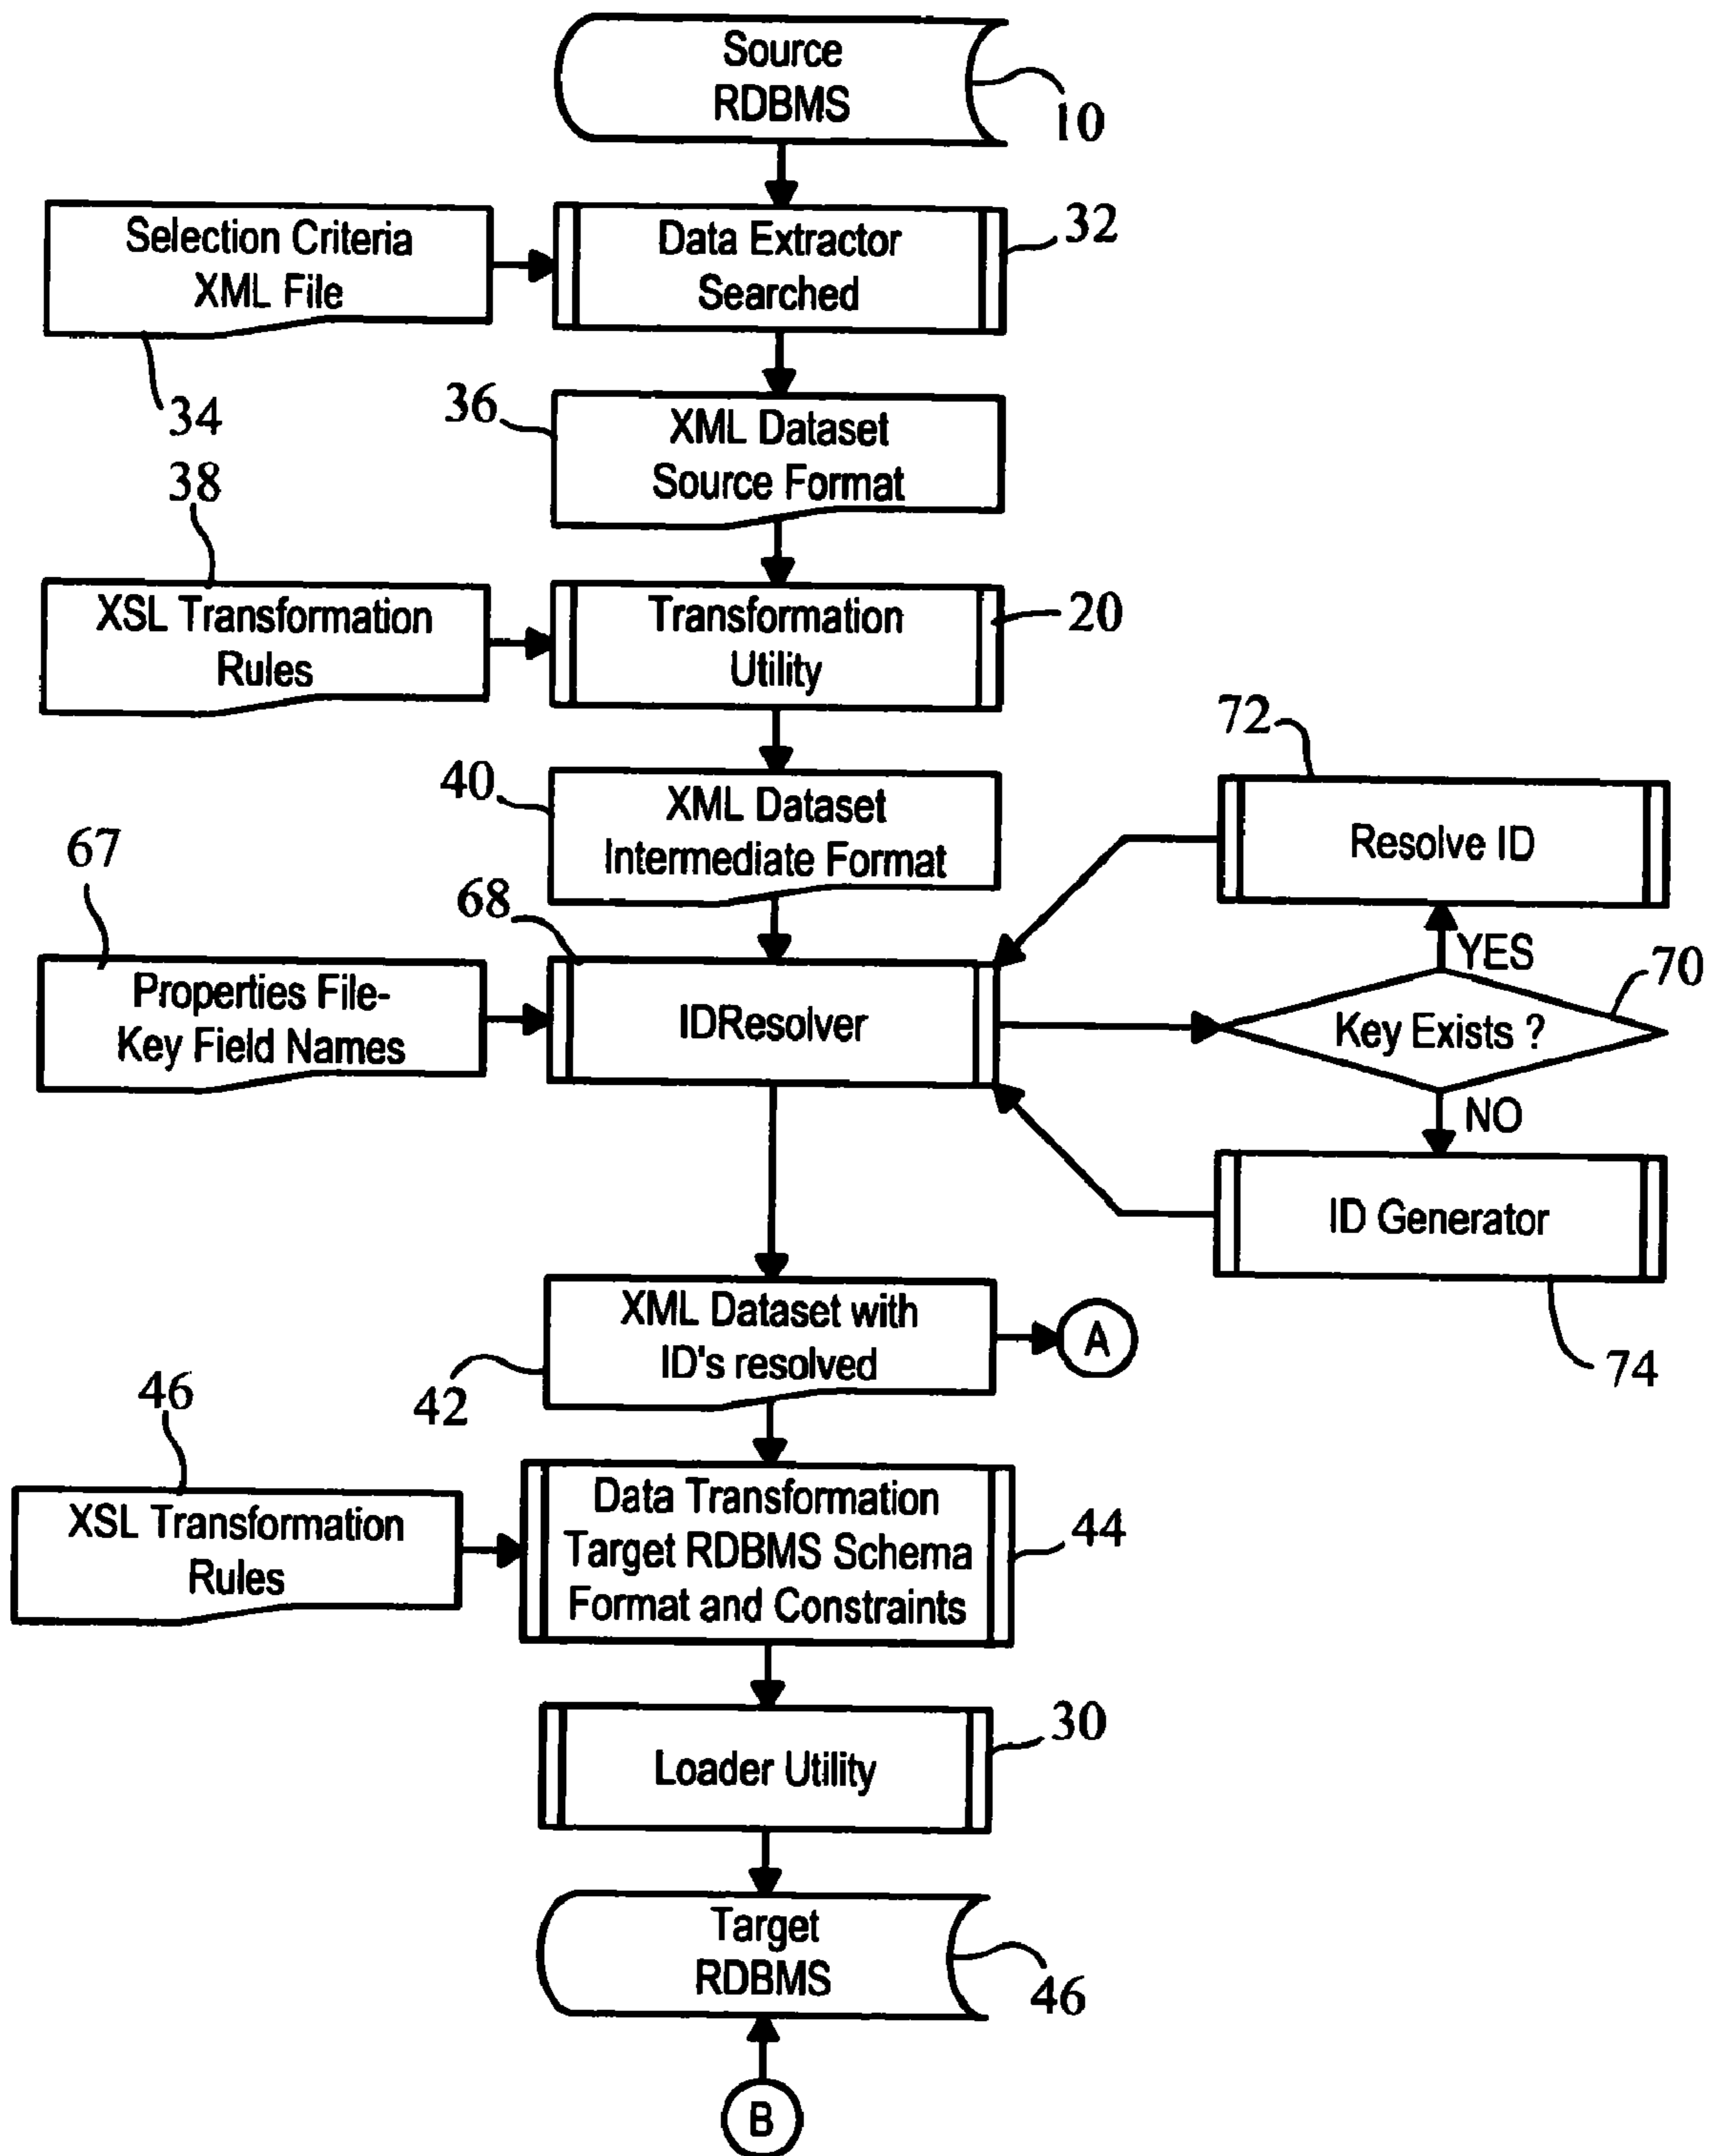 Source
RDBMS
10
Selection Criteria
XML File
34
Data Extractor
Searched
32
36
XML Dataset
Source Format
38
XSL Transformation
Rules
Transformation
Utility
20
40
XML Dataset
Intermediate Format
72
Resolve ID
67
Properties File-
Key Field Names
68
IDResolver
YES
70
Key Exists ?
NO
ID Generator
74
XML Dataset with
ID's resolved
42
A
46
XSL Transformation
Rules
Data Transformation
Target RDBMS Schema
Format and Constraints
44
Loader Utility
30
Target
RDBMS
46
B